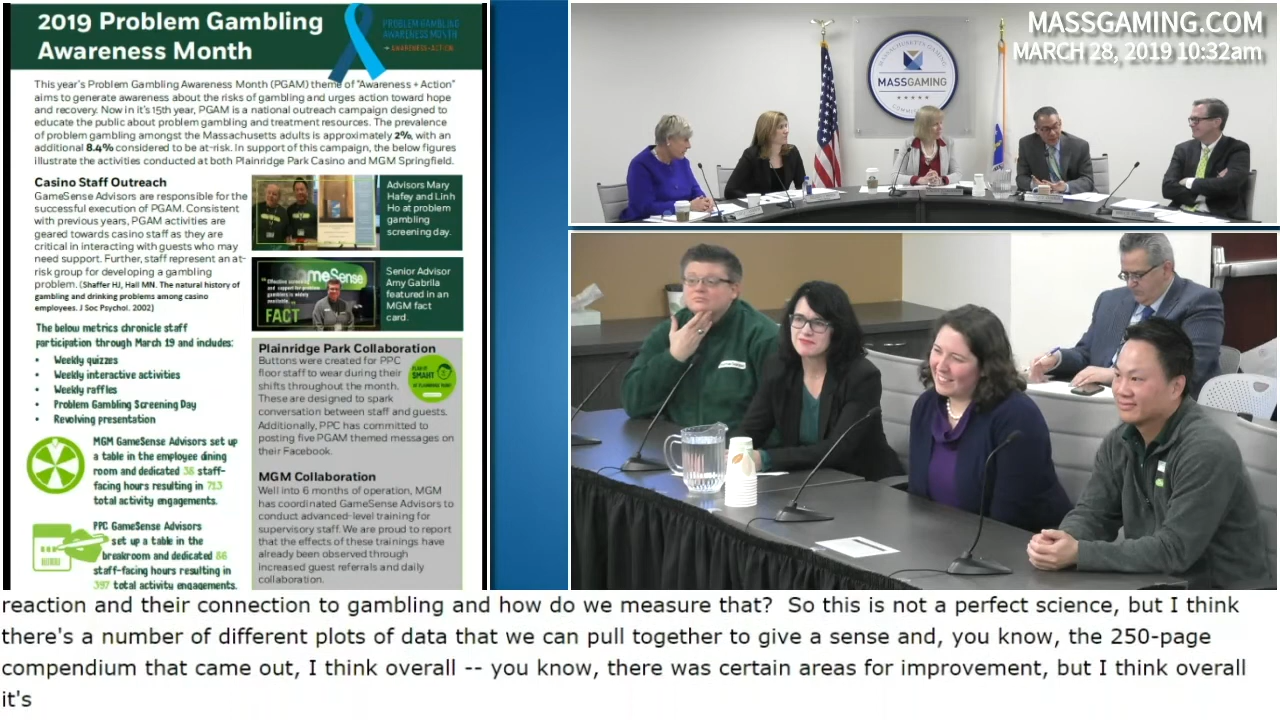 2019 Problem Gambling
Awareness Month
PROBLEM GAMBLING
AWARENESS MONTH
AWARENESS+ACTION
This year's Problem Gambling Awareness Month (PGAM) theme of "Awareness + Action"
aims to generate awareness about the risks of gambling and urges action toward hope
and recovery. Now in it's 15th year, PGAM is a national outreach campaign designed to
educate the public about problem gambling and treatment resources. The prevalence
of problem gambling amongst the Massachusetts adults is approximately 2%, with an
additional 8.4% considered to be at-risk. In support of this campaign, the below figures
illustrate the activities conducted at both Plainridge Park Casino and MGM Springfield.
Casino Staff Outreach
GameSense Advisors are responsible for the
successful execution of PGAM. Consistent
with previous years, PGAM activities are
geared towards casino staff as they are
critical in interacting with guests who may
need support. Further, staff represent an at-
risk group for developing a gambling
problem. (Shaffer HJ, Hall MN. The natural history of
gambling and drinking problems among casino
employees. J Soc Psychol. 2002)
The below metrics chronicle staff
participation through March 19 and includes:
• Weekly quizzes
• Weekly interactive activities
• Weekly raffles
• Problem Gambling Screening Day
• Revolving presentation
MGM GameSense Advisors set up
a table in the employee dining
room and dedicated 38 staff-
facing hours resulting in 713
total activity engagements.
PPC GameSense Advisors
set up a table in the
breakroom and dedicated
staff-facing hours resulting in
397 total activity engagements.
Advisors Mary
Hafey and Linh
Ho at problem
gambling
screening day.
GameSense
FACT
Senior Advisor
Amy Gabrila
featured in an
MGM fact
card.
Plainridge Park Collaboration
Buttons were created for PPC
floor staff to wear during their
shifts throughout the month.
These are designed to spark
conversation between staff and guests.
Additionally, PPC has committed to
posting five PGAM themed messages on
their Facebook.
PLAY IT
SMART
AT PLAINRIDGE PARK
MGM Collaboration
Well into 6 months of operation, MGM
has coordinated GameSense Advisors to
conduct advanced-level training for
supervisory staff. We are proud to report
that the effects of these trainings have
already been observed through
increased guest referrals and daily
collaboration.
MASSGAMING.COM
MARCH 28, 2019 10:32am
MASSACHUSETTS GAMING
MASSGAMING
reaction and their connection to gambling and how do we measure that?  So this is not a perfect science, but I think
there's a number of different plots of data that we can pull together to give a sense and, you know, the 250-page
compendium that came out, I think overall -- you know, there was certain areas for improvement, but I think overall
it's